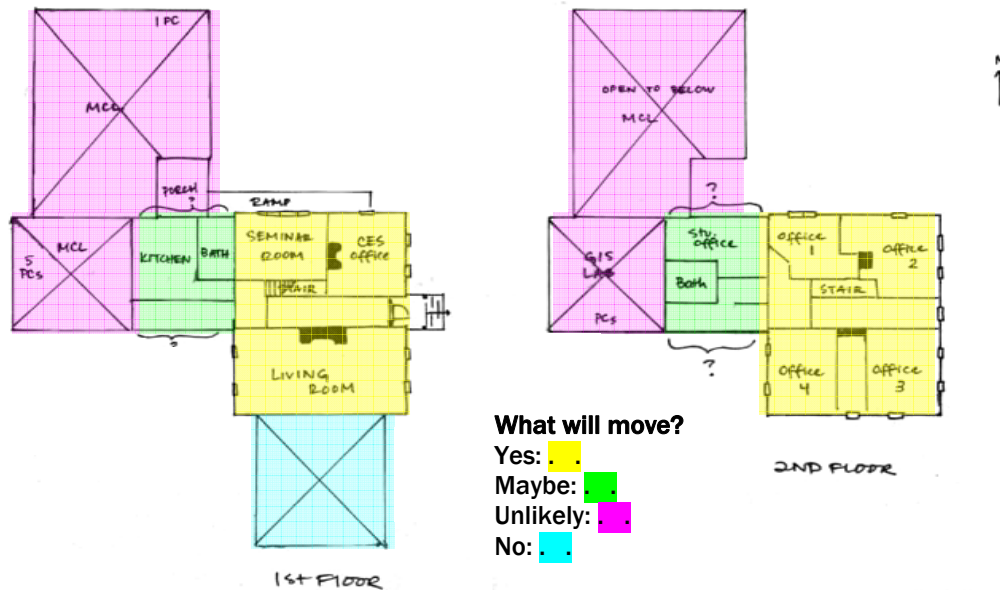 1 PC
MCL
PORCH
?
RAMP
MCL
5
PCs
KITCHEN
BATH
SEMINAR
ROOM
CES
office
STAIR
?
LIVING
ROOM
1st FLOOR
OPEN TO BELOW
MCL
?
Stu.
office
Bath
GIS
LAB
PCs
office
1
office
2
STAIR
office
4
office
3
?
2ND FLOOR
N
What will move?
Yes: . .
Maybe: . .
Unlikely: . .
No: . .